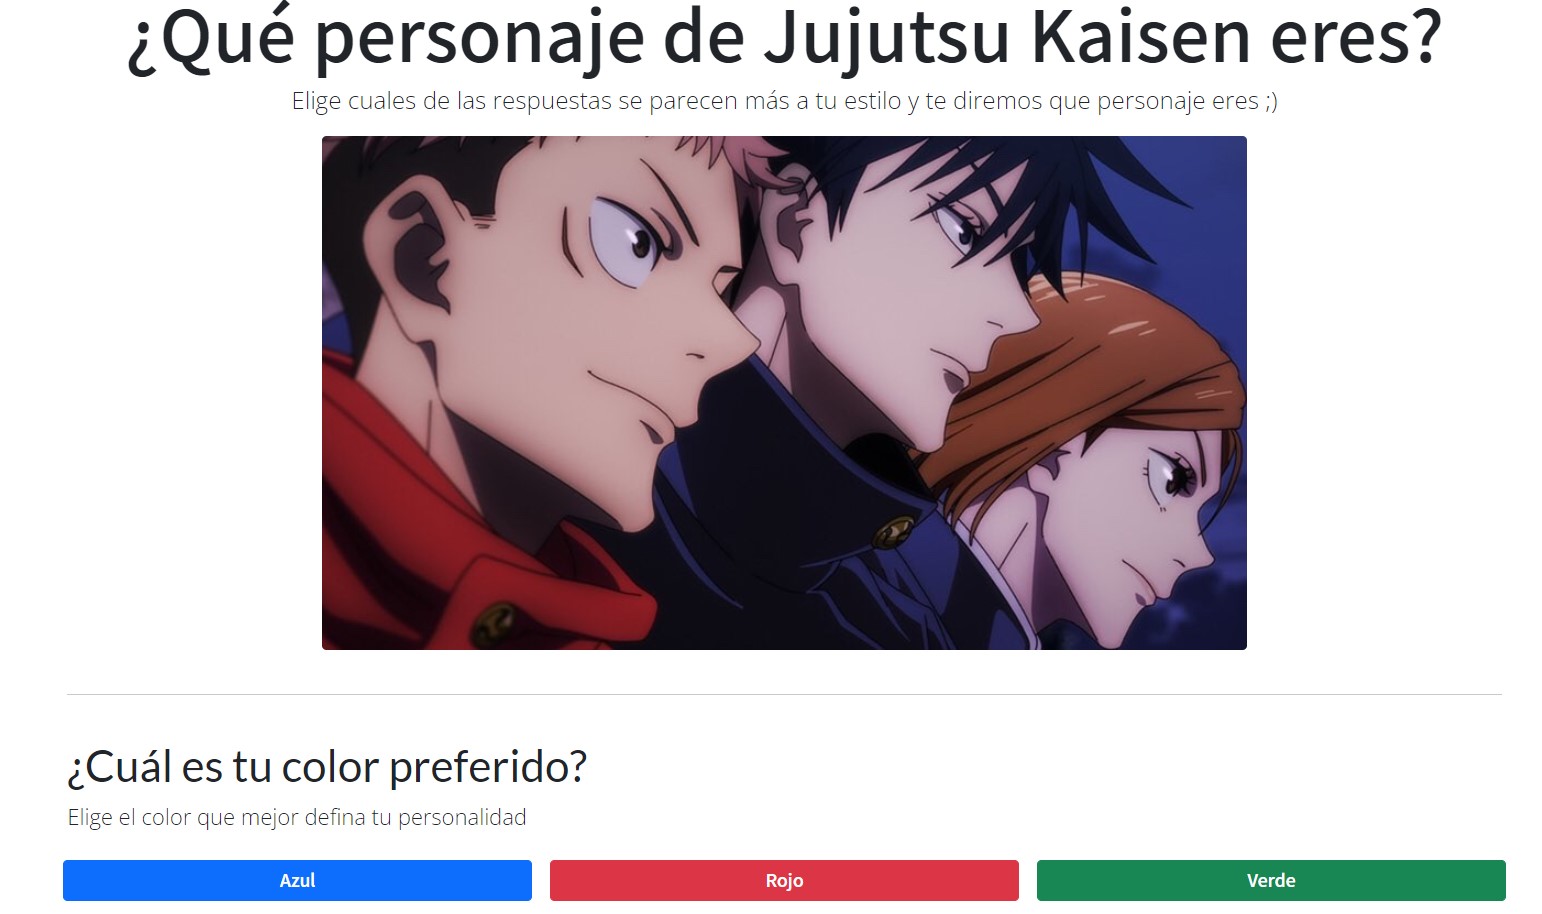 ¿Qué personaje de Jujutsu Kaisen eres?
Elige cuales de las respuestas se parecen más a tu estilo y te diremos que personaje eres ;)
¿Cuál es tu color preferido?
Elige el color que mejor defina tu personalidad
Azul
Rojo
Verde